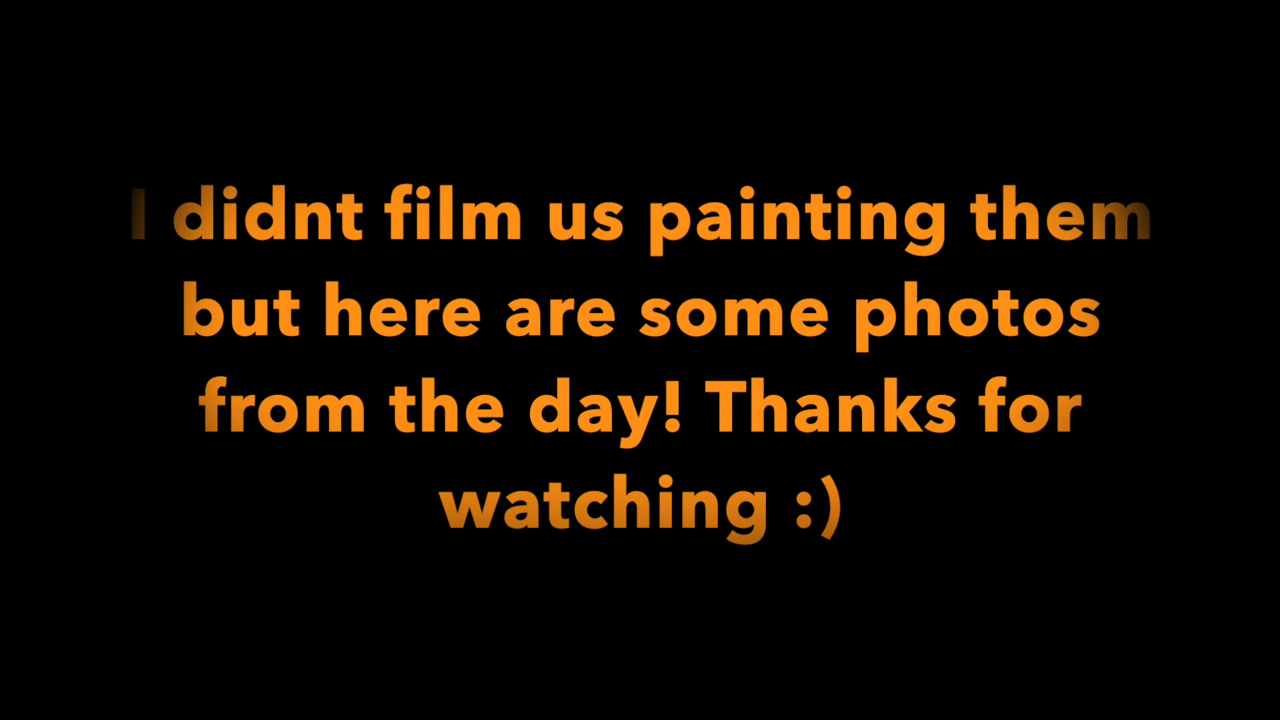 I didnt film us painting them
but here are some photos
from the day! Thanks for
watching :)